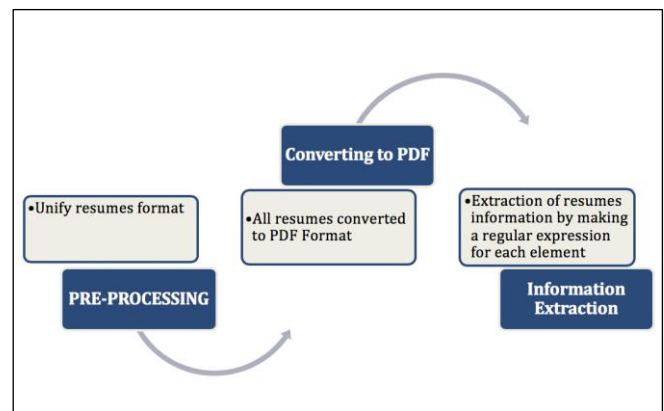 •Unify resumes format
PRE-PROCESSING
Converting to PDF
•All resumes converted
to PDF Format
•Extraction of resumes
information by making
a regular expression
for each element
Information
Extraction